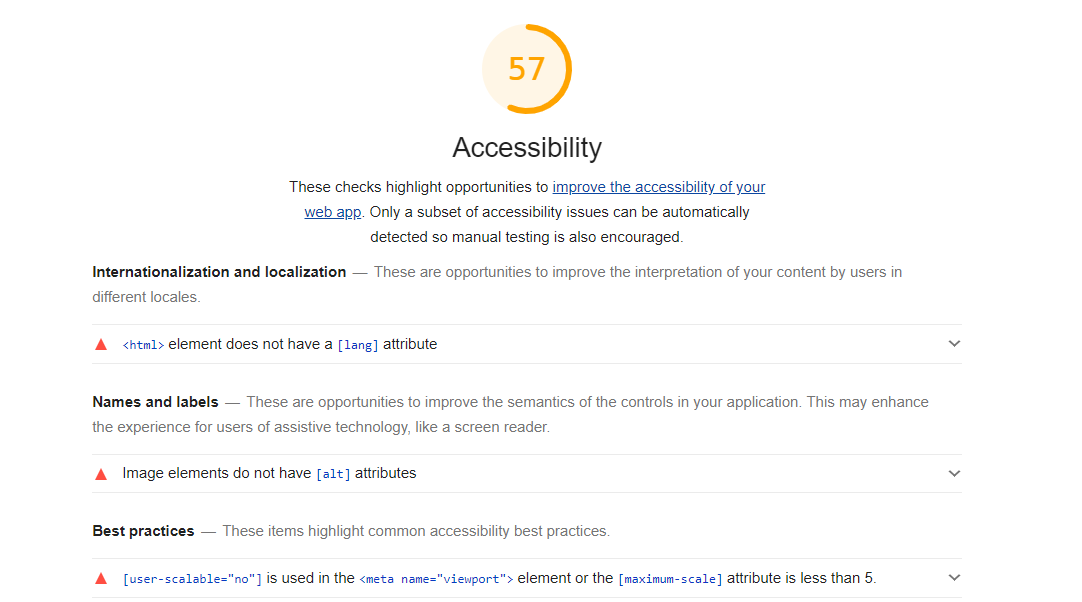 57
Accessibility
These checks highlight opportunities to improve the accessibility of your
web app. Only a subset of accessibility issues can be automatically
detected so manual testing is also encouraged.
Internationalization and localization — These are opportunities to improve the interpretation of your content by users in
different locales.
<html> element does not have a [lang] attribute
Names and labels — These are opportunities to improve the semantics of the controls in your application. This may enhance
the experience for users of assistive technology, like a screen reader.
Image elements do not have [alt] attributes
Best practices — These items highlight common accessibility best practices.
[user-scalable="no"] is used in the <meta name="viewport"> element or the [maximum-scale] attribute is less than 5.